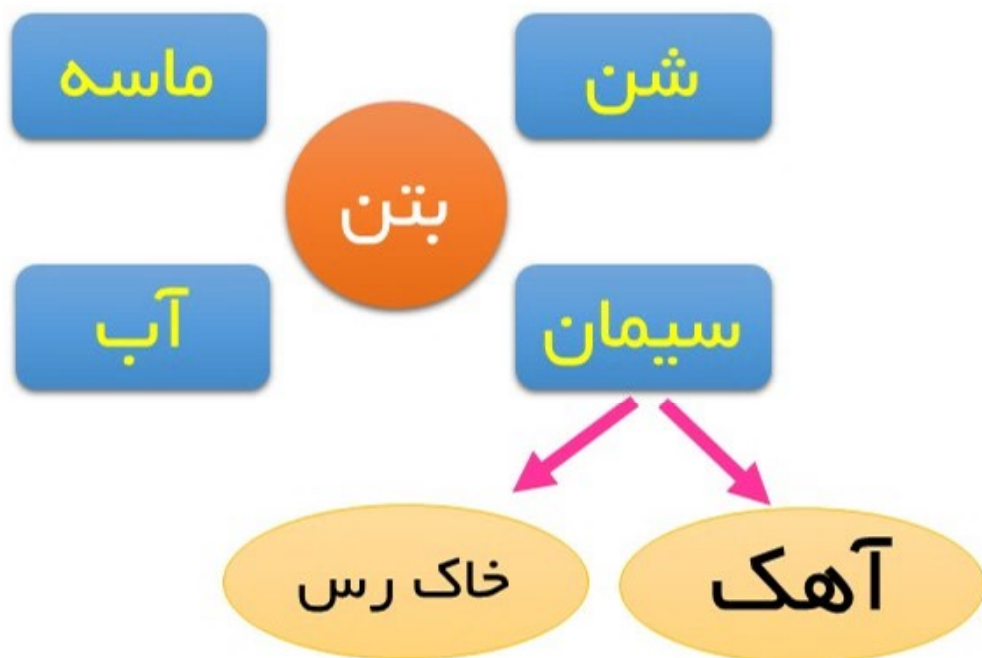 شن
ماسه
بتن
سیمان
آب
آهک
خاک رس